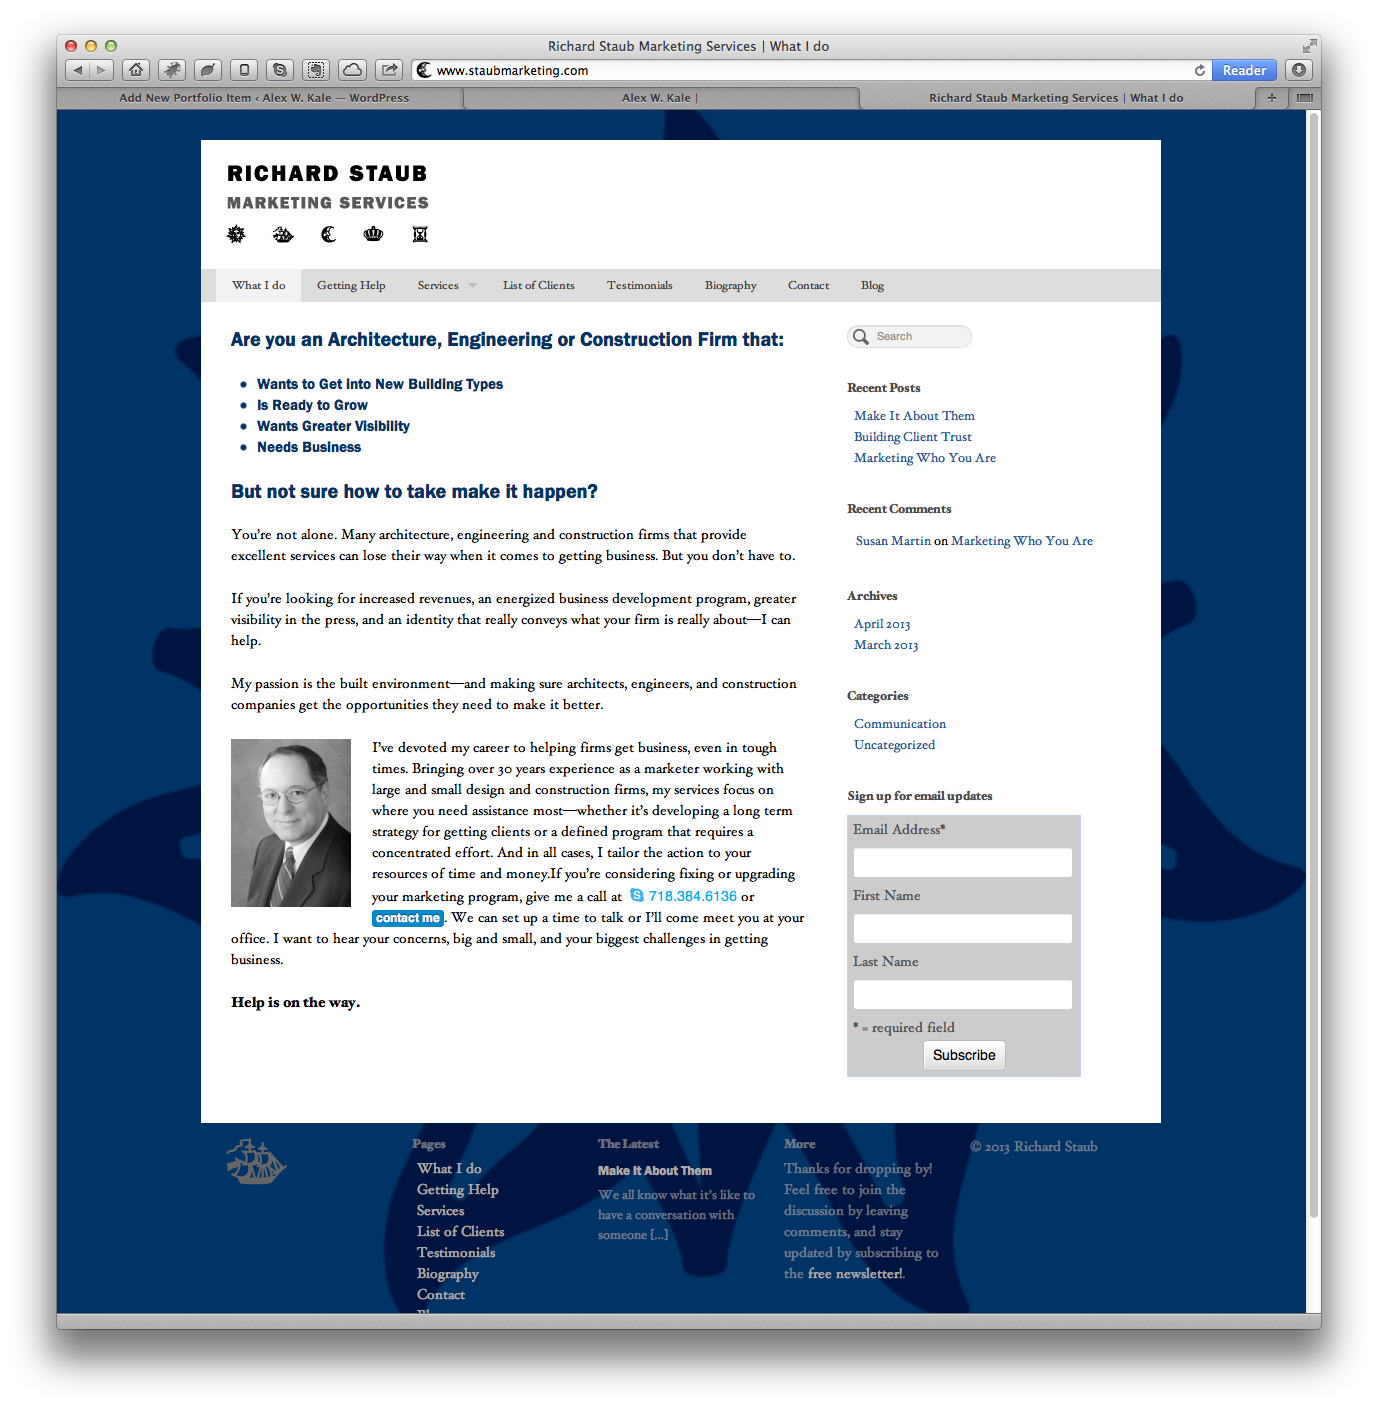 Richard Staub Marketing Services | What I do
www.staubmarketing.com
Reader
Add New Portfolio Item ‹ Alex W. Kale — WordPress
Alex W. Kale |
Richard Staub Marketing Services | What I do
RICHARD STAUB
MARKETING SERVICES
What I do
Getting Help
Services
List of Clients
Testimonials
Biography
Contact
Blog
Are you an Architecture, Engineering or Construction Firm that:
• Wants to Get into New Building Types
• Is Ready to Grow
• Wants Greater Visibility
• Needs Business
But not sure how to take make it happen?
You're not alone. Many architecture, engineering and construction firms that provide
excellent services can lose their way when it comes to getting business. But you don't have to.
If you're looking for increased revenues, an energized business development program, greater
visibility in the press, and an identity that really conveys what your firm is really about—I can
help.
My passion is the built environment—and making sure architects, engineers, and construction
companies get the opportunities they need to make it better.
I've devoted my career to helping firms get business, even in tough
times. Bringing over 30 years experience as a marketer working with
large and small design and construction firms, my services focus on
where you need assistance most—whether it's developing a long term
strategy for getting clients or a defined program that requires a
concentrated effort. And in all cases, I tailor the action to your
resources of time and money.If you're considering fixing or upgrading
your marketing program, give me a call at 718.384.6136 or
contact me. We can set up a time to talk or I'll come meet you at your
office. I want to hear your concerns, big and small, and your biggest challenges in getting
business.
Help is on the way.
Search
Recent Posts
Make It About Them
Building Client Trust
Marketing Who You Are
Recent Comments
Susan Martin on Marketing Who You Are
Archives
April 2013
March 2013
Categories
Communication
Uncategorized
Sign up for email updates
Email Address*
First Name
Last Name
* = required field
Subscribe
Pages
What I do
Getting Help
Services
List of Clients
Testimonials
Biography
Contact
The Latest
Make It About Them
We all know what it's like to
have a conversation with
someone [...]
More
Thanks for dropping by!
Feel free to join the
discussion by leaving
comments, and stay
updated by subscribing to
the free newsletter!.
© 2013 Richard Staub